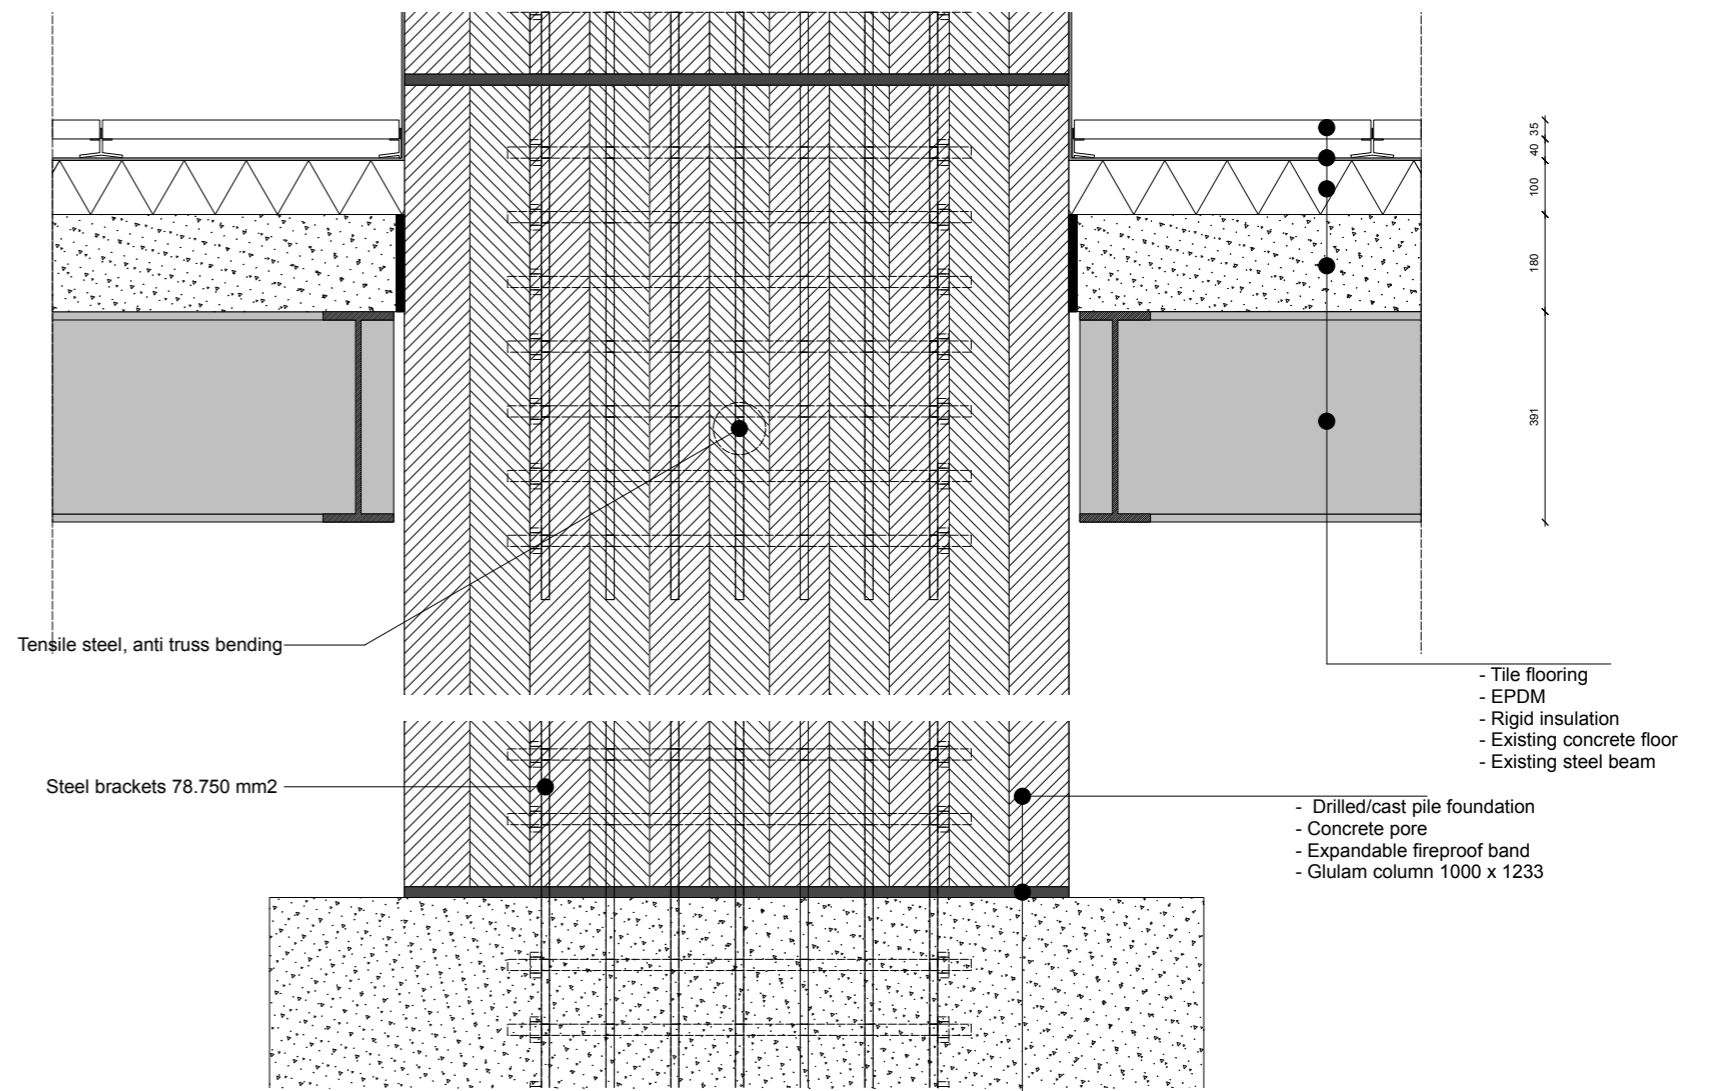 35
40
100
180
391
Tensile steel, anti truss bending
- Tile flooring
- EPDM
- Rigid insulation
- Existing concrete floor
- Existing steel beam
Steel brackets 78.750 mm2
- Drilled/cast pile foundation
- Concrete pore
- Expandable fireproof band
- Glulam column 1000 x 1233